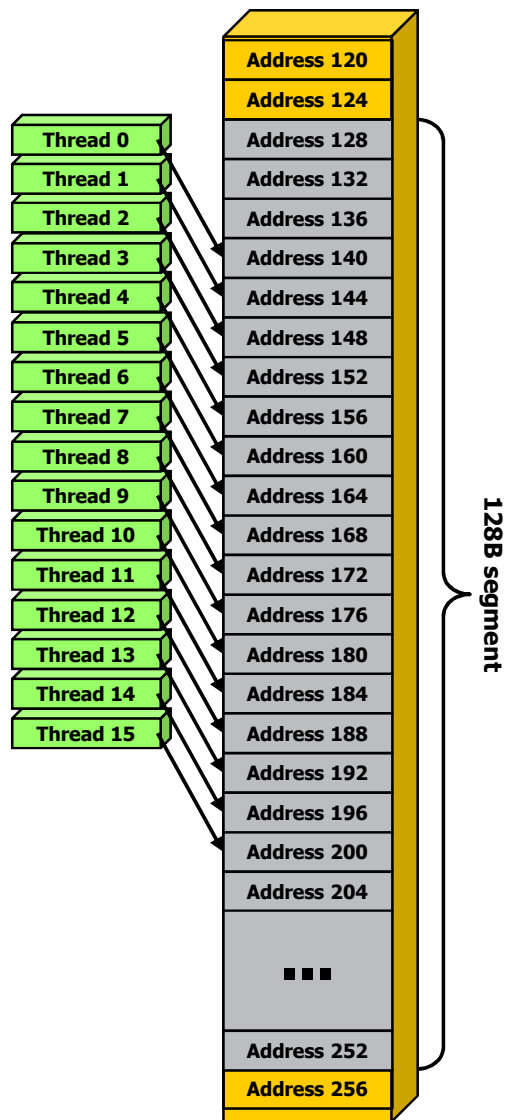 Thread 0
Thread 1
Thread 2
Thread 3
Thread 4
Thread 5
Thread 6
Thread 7
Thread 8
Thread 9
Thread 10
Thread 11
Thread 12
Thread 13
Thread 14
Thread 15
Address 120
Address 124
Address 128
Address 132
Address 136
Address 140
Address 144
Address 148
Address 152
Address 156
Address 160
Address 164
Address 168
Address 172
Address 176
Address 180
Address 184
Address 188
Address 192
Address 196
Address 200
Address 204
...
Address 252
Address 256
128B segment